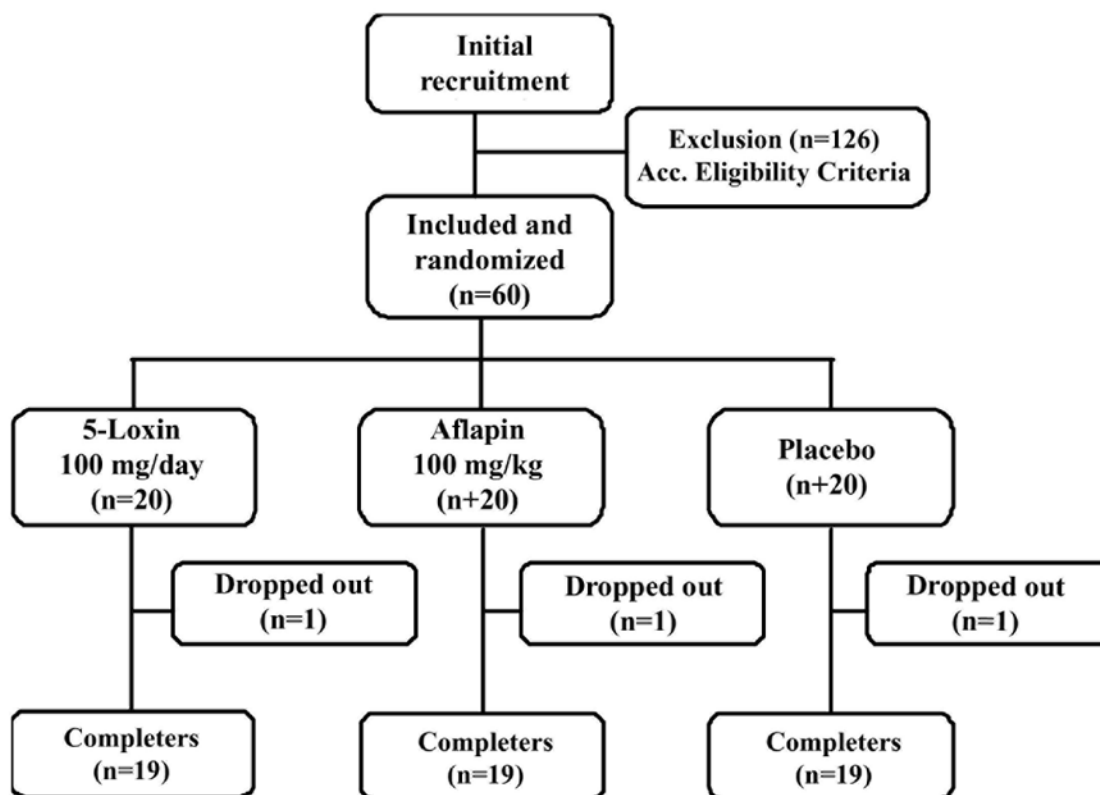 Initial
recruitment
Exclusion (n=126)
Acc. Eligibility Criteria
Included and
randomized
(n=60)
5-Loxin
100 mg/day
(n=20)
Aflapin
100 mg/kg
(n+20)
Placebo
(n+20)
Dropped out
(n=1)
Dropped out
(n=1)
Dropped out
(n=1)
Completers
(n=19)
Completers
(n=19)
Completers
(n=19)